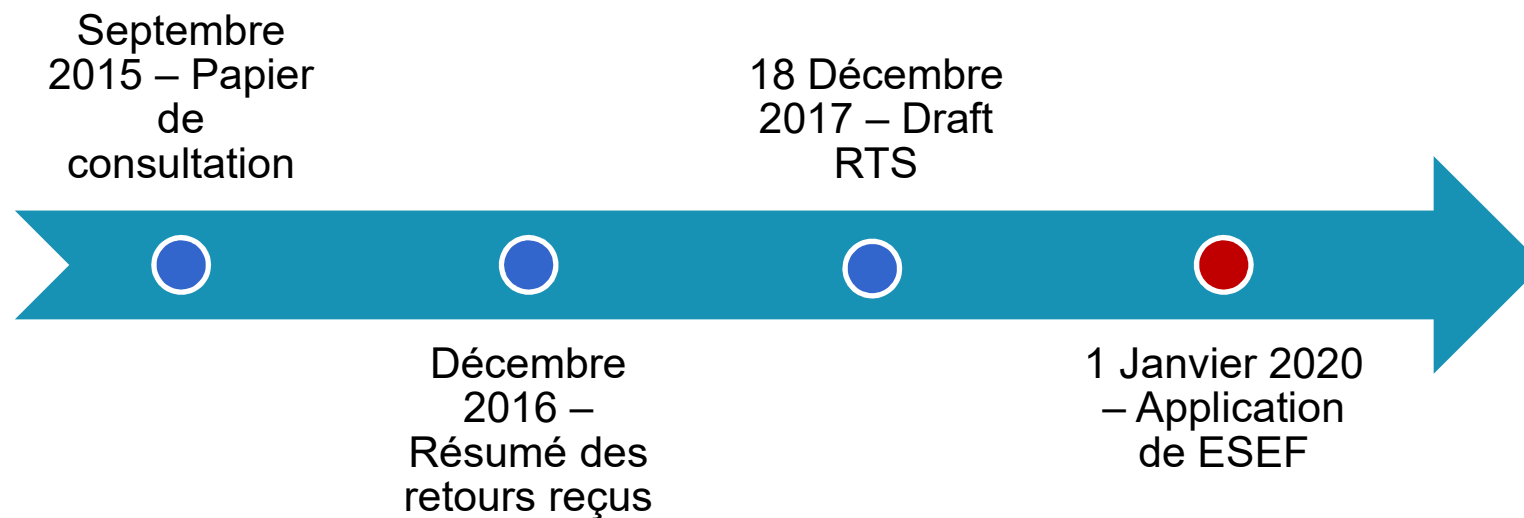 Septembre
2015 – Papier
de
consultation
Décembre
2016 –
Résumé des
retours reçus
18 Décembre
2017 – Draft
RTS
1 Janvier 2020
– Application
de ESEF